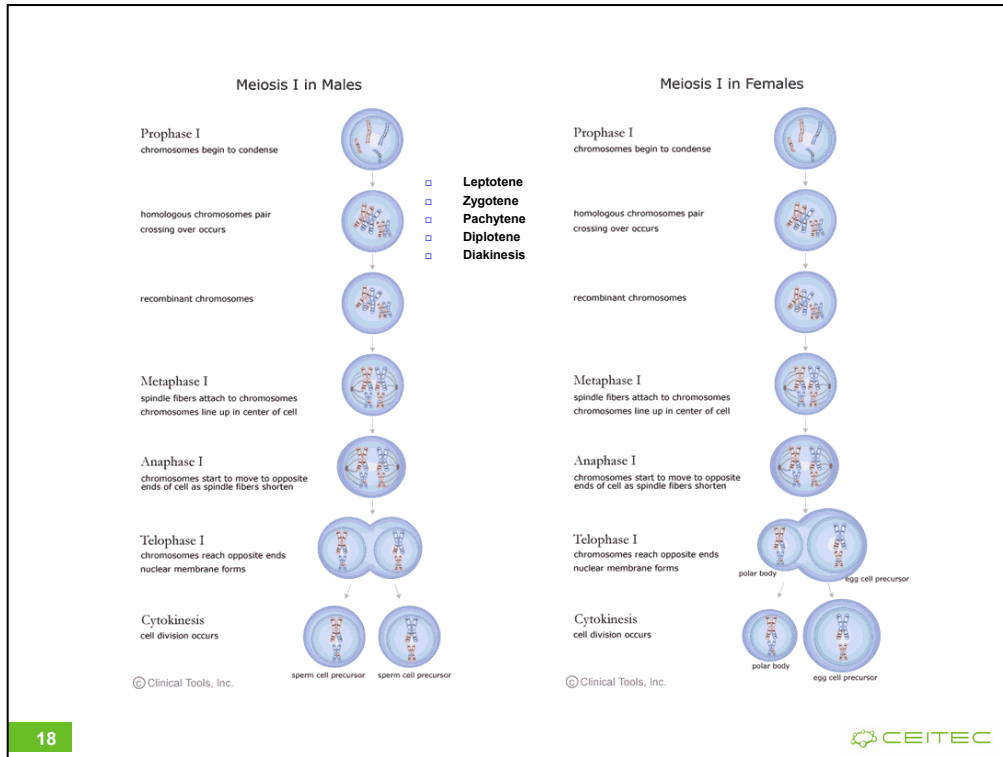 Meiosis I in Males
Prophase I
chromosomes begin to condense
homologous chromosomes pair
crossing over occurs
recombinant chromosomes
Metaphase I
spindle fibers attach to chromosomes
chromosomes line up in center of cell
Anaphase I
chromosomes start to move to opposite
ends of cell as spindle fibers shorten
Telophase I
chromosomes reach opposite ends
nuclear membrane forms
Cytokinesis
cell division occurs
sperm cell precursor
sperm cell precursor
© Clinical Tools, Inc.
Leptotene
Zygotene
Pachytene
Diplotene
Diakinesis
Meiosis I in Females
Prophase I
chromosomes begin to condense
homologous chromosomes pair
crossing over occurs
recombinant chromosomes
Metaphase I
spindle fibers attach to chromosomes
chromosomes line up in center of cell
Anaphase I
chromosomes start to move to opposite
ends of cell as spindle fibers shorten
Telophase I
chromosomes reach opposite ends
nuclear membrane forms
polar body
egg cell precursor
Cytokinesis
cell division occurs
polar body
egg cell precursor
© Clinical Tools, Inc.
18
CEITEC